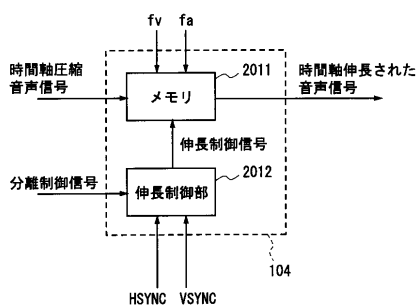 fv
fa
時間軸圧縮
音声信号
2011
メモリ
時間軸伸長された
音声信号
伸長制御信号
分離制御信号
2012
伸長制御部
104
HSYNC
VSYNC